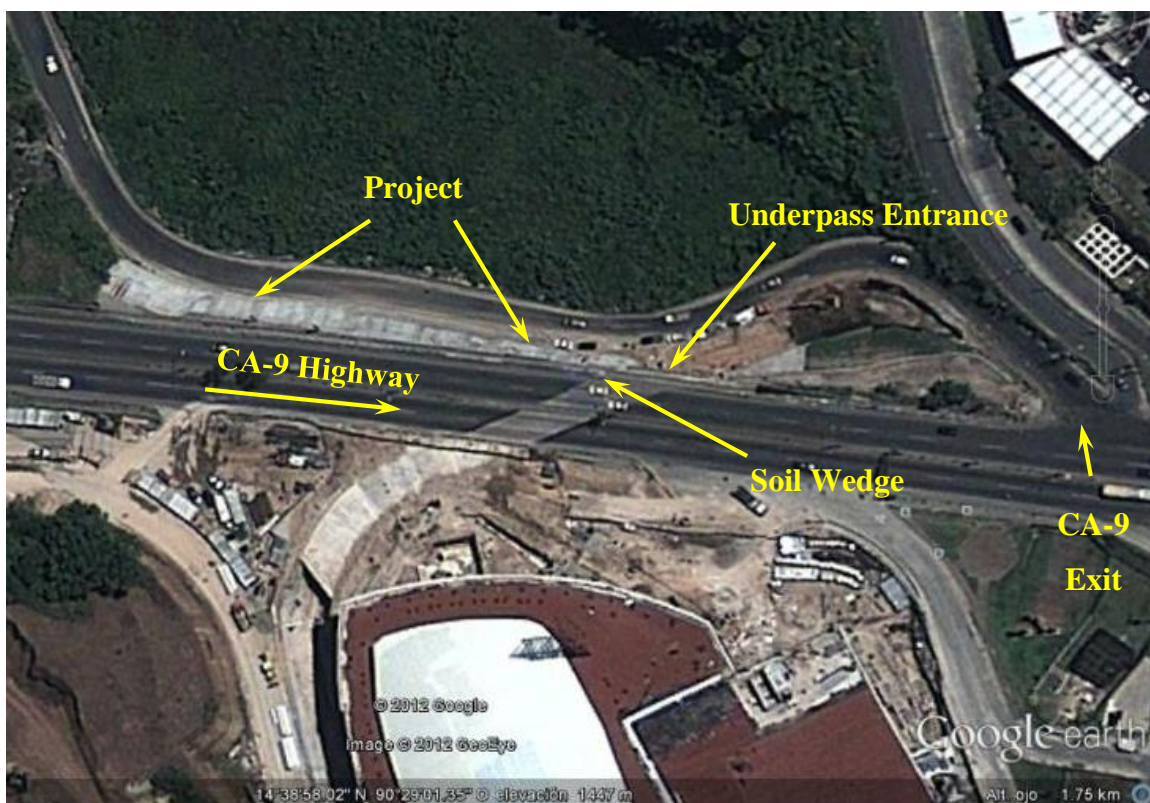 Project
Underpass Entrance
CA-9 Highway
Soil Wedge
CA-9
Exit
© 2012 Google
Image © 2012 GeoEye
Google earth
14°38'58.02" N 90°29'01.35" O elevación 1447 m
Alt. ojo 1.75 km